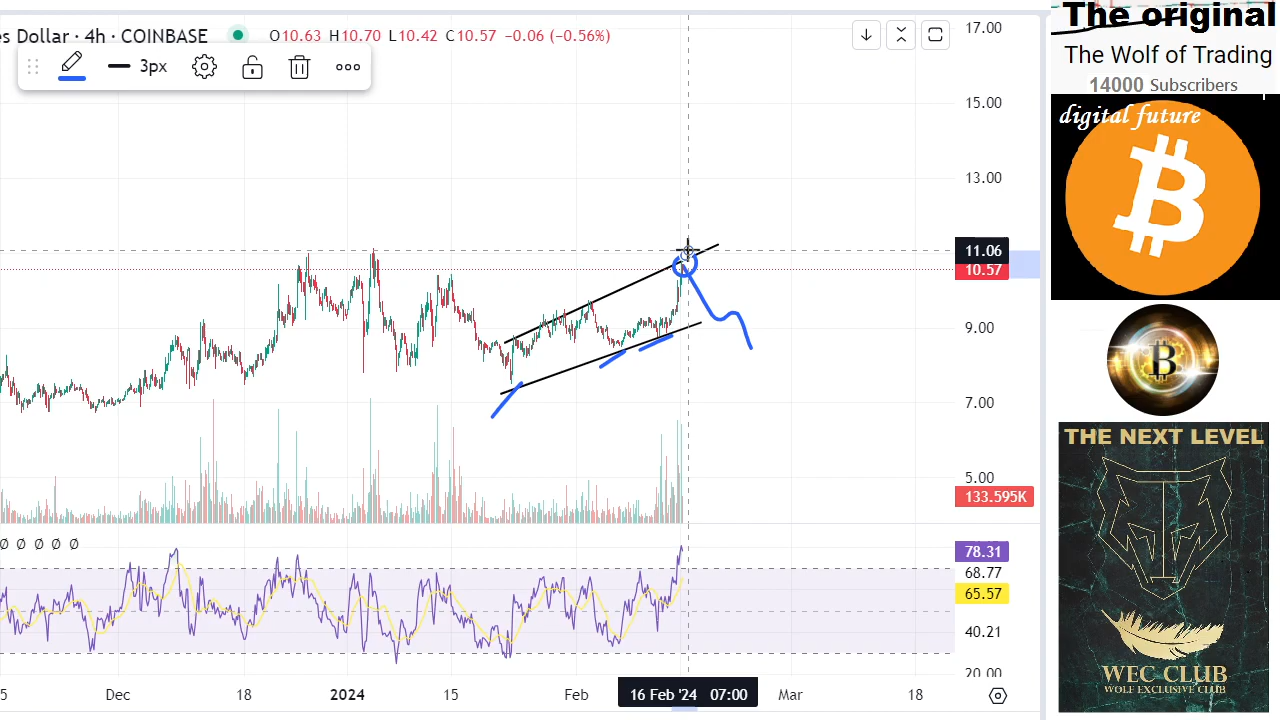 es Dollar · 4h · COINBASE O10.63 H10.70 L10.42 C10.57 −0.06 (−0.56%)
3px
17.00
15.00
13.00
11.06
10.57
9.00
7.00
5.00
133.595K
Ø Ø Ø Ø Ø
78.31
68.77
65.57
40.21
20.00
5 Dec 18 2024 15 Feb 16 Feb '24 07:00 Mar 18
The original
The Wolf of Trading
14000 Subscribers
digital future
THE NEXT LEVEL
WEC CLUB
WOLF EXCLUSIVE CLUB